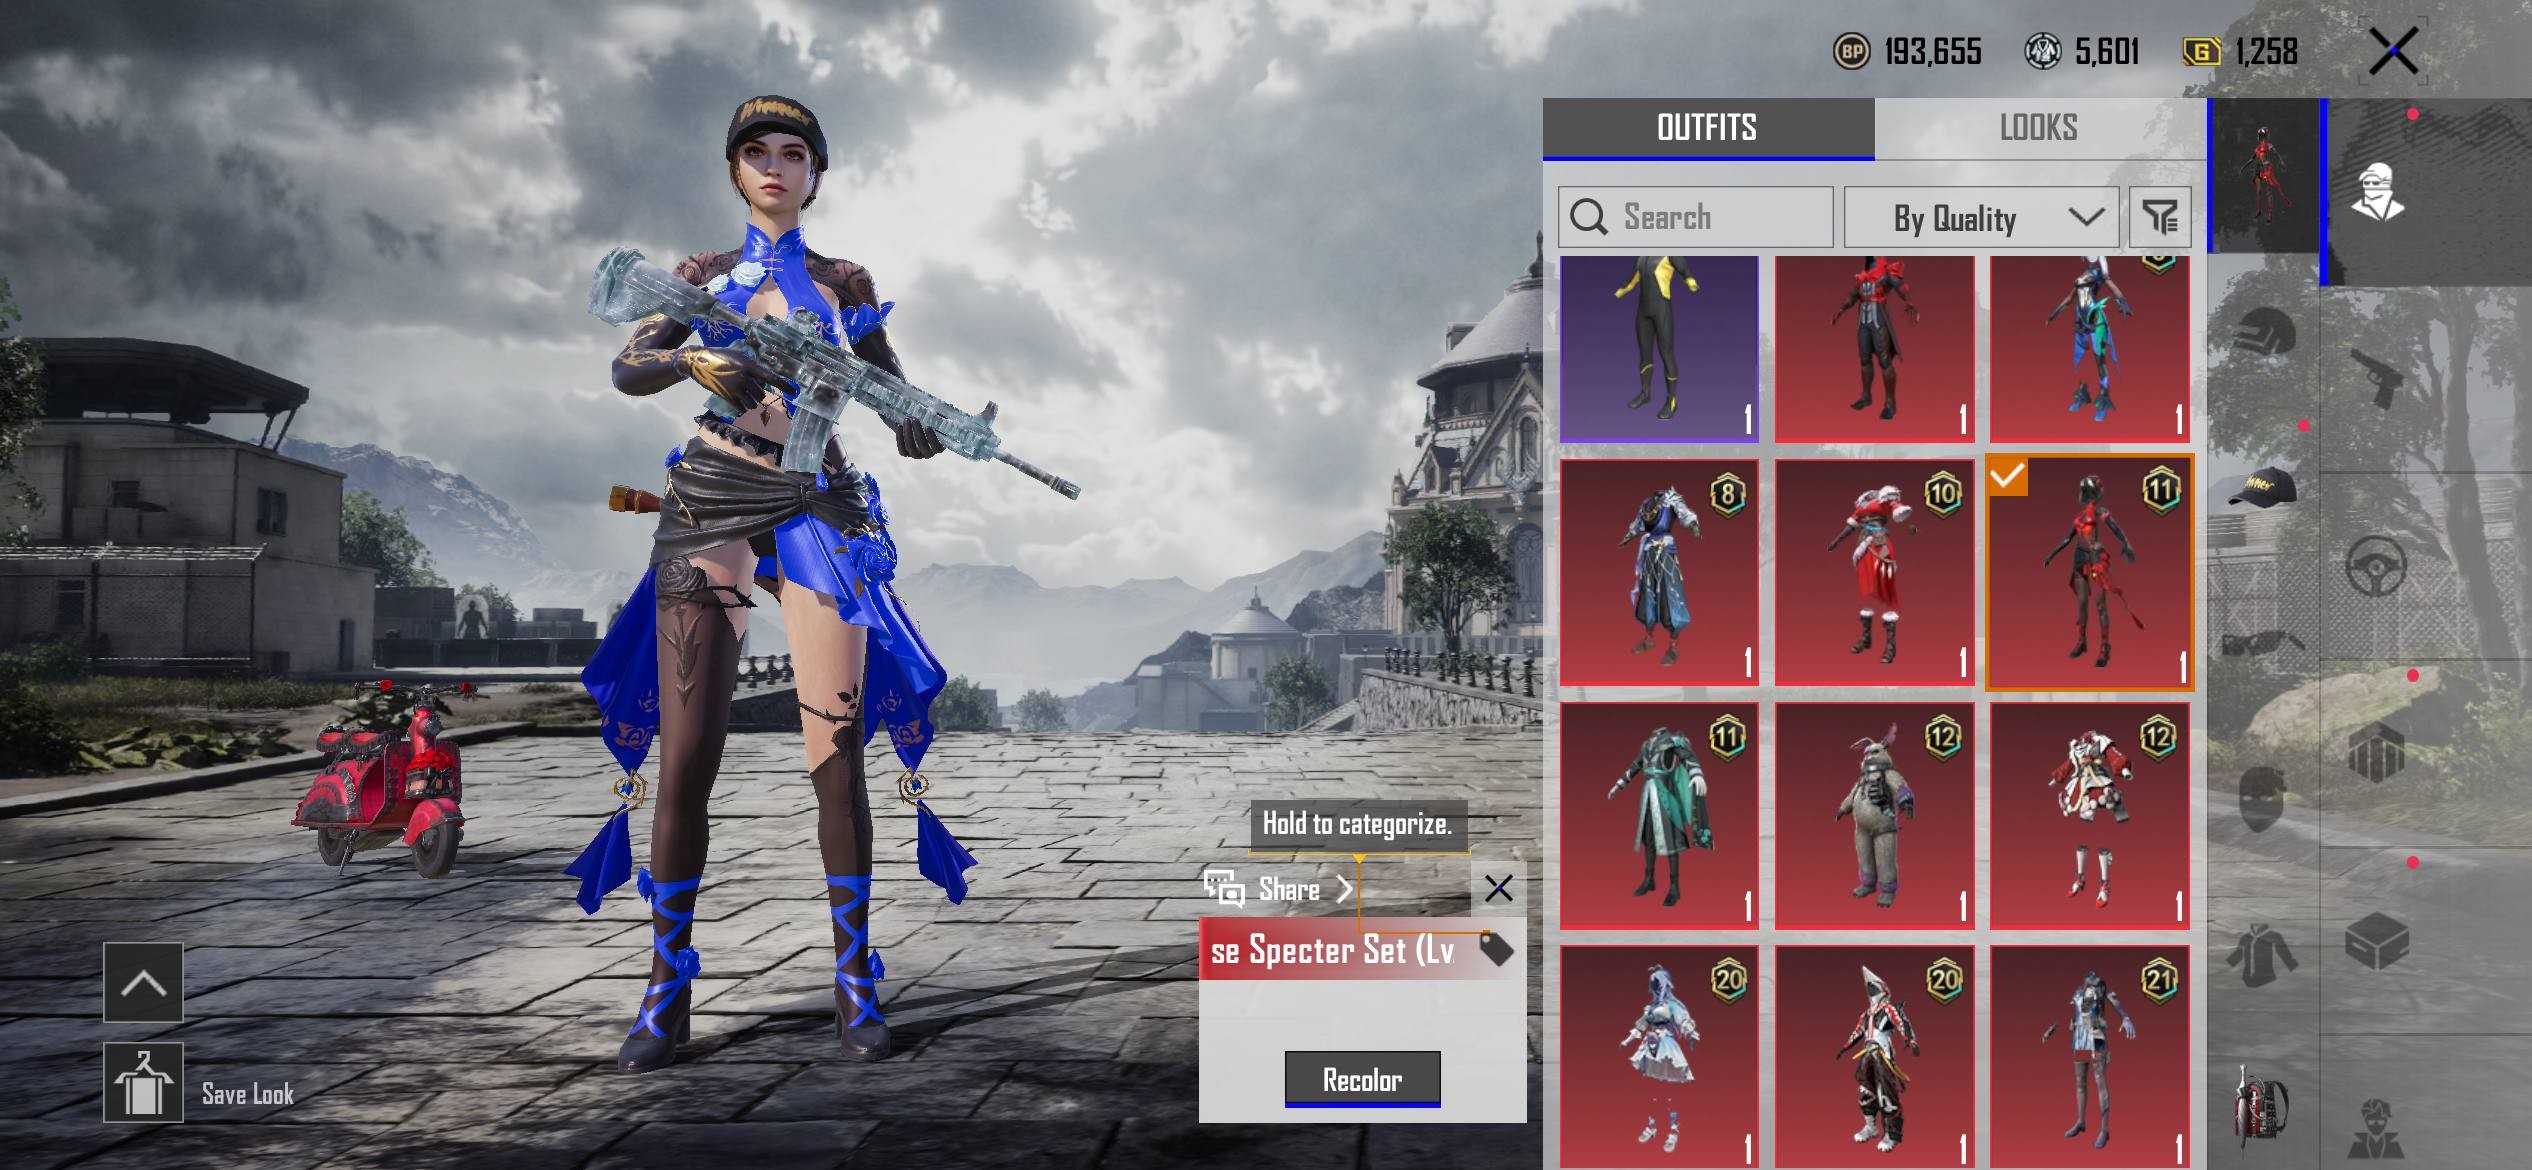 BP 193,655
5,601
G 1,258
OUTFITS
LOOKS
Search
By Quality
Winner
1
1
1
8
10
11
1
1
1
11
12
12
1
1
1
20
20
21
1
1
1
Hold to categorize.
Share
se Specter Set (Lv.
Recolor
Save Look